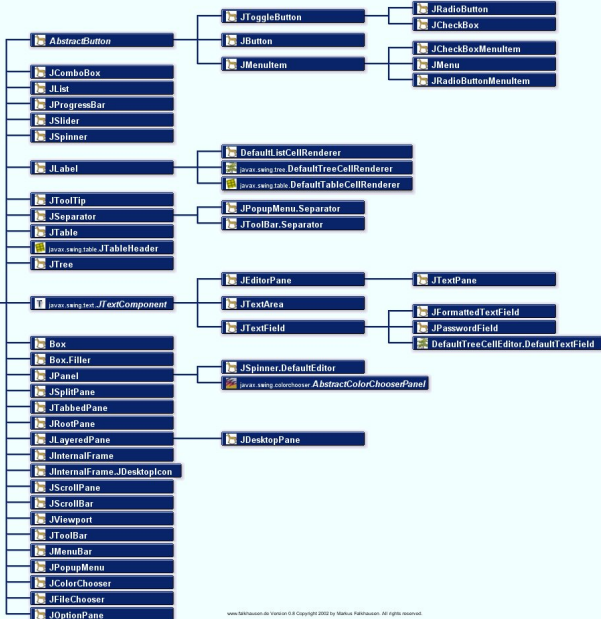 AbstractButton
JToggleButton
JRadioButton
JCheckBox
JButton
JMenuItem
JCheckBoxMenuItem
JMenu
JRadioButtonMenuItem
JComboBox
JList
JProgressBar
JSlider
JSpinner
JLabel
DefaultListCellRenderer
javax.swing.tree.DefaultTreeCellRenderer
javax.swing.table.DefaultTableCellRenderer
JToolTip
JSeparator
JPopupMenu.Separator
JToolBar.Separator
JTable
javax.swing.table.JTableHeader
JTree
javax.swing.text.JTextComponent
JEditorPane
JTextPane
JTextArea
JTextField
JFormattedTextField
JPasswordField
DefaultTreeCellEditor.DefaultTextField
Box
Box.Filler
JPanel
JSpinner.DefaultEditor
javax.swing.colorchooser.AbstractColorChooserPanel
JSplitPane
JTabbedPane
JRootPane
JLayeredPane
JDesktopPane
JInternalFrame
JInternalFrame.JDesktopIcon
JScrollPane
JScrollBar
JViewport
JToolBar
JMenuBar
JPopupMenu
JColorChooser
JFileChooser
JOptionPane
www.falkhausen.de Version 0.8 Copyright 2002 by Markus Falkhausen. All rights reserved.